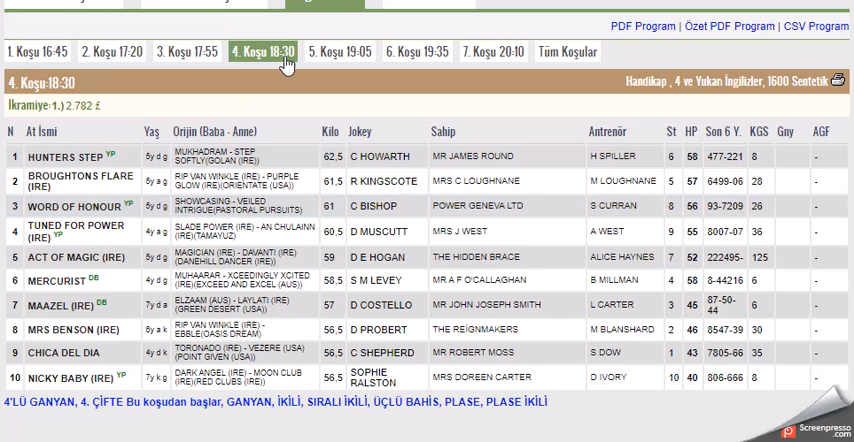 PDF Program | Özet PDF Program | CSV Program
1. Koşu 16:45 2. Koşu 17:20 3. Koşu 17:55 4. Koşu 18:30 5. Koşu 19:05 6. Koşu 19:35 7. Koşu 20:10 Tüm Koşular
4. Koşu:18:30 Handikap , 4 ve Yukarı İngilizler, 1600 Sentetik
İkramiye:1.) 2.782 £
N At İsmi Yaş Orijin (Baba - Anne) Kilo Jokey Sahip Antrenör St HP Son 6 Y. KGS Gny AGF
1 HUNTERS STEP YP 5y d g MUKHADRAM - STEP SOFTLY(GOLAN (IRE)) 62,5 C HOWARTH MR JAMES ROUND H SPILLER 6 58 477-221 8 -
2 BROUGHTONS FLARE (IRE) 5y a g RIP VAN WINKLE (IRE) - PURPLE GLOW (IRE)(ORIENTATE (USA)) 61,5 R KINGSCOTE MRS C LOUGHNANE M LOUGHNANE 5 57 6499-06 28 -
3 WORD OF HONOUR YP 5y d g SHOWCASING - VEILED INTRIGUE(PASTORAL PURSUITS) 61 C BISHOP POWER GENEVA LTD S CURRAN 8 56 93-7209 26 -
4 TUNED FOR POWER (IRE) YP 4y a g SLADE POWER (IRE) - AN CHULAINN (IRE)(TAMAYUZ) 60,5 D MUSCUTT MRS J WEST A WEST 9 55 8007-07 36 -
5 ACT OF MAGIC (IRE) 5y d g MAGICIAN (IRE) - DAVANTI (IRE)(DANEHILL DANCER (IRE)) 59 D E HOGAN THE HIDDEN BRACE ALICE HAYNES 7 52 222495- 125 -
6 MERCURIST DB 4y d g MUHAARAR - XCEEDINGLY XCITED (IRE)(EXCEED AND EXCEL (AUS)) 58,5 S M LEVEY MR A F O'CALLAGHAN B MILLMAN 4 58 8-44216 6 -
7 MAAZEL (IRE) DB 7y d a ELZAAM (AUS) - LAYLATI (IRE)(GREEN DESERT (USA)) 57 D COSTELLO MR JOHN JOSEPH SMITH L CARTER 3 45 87-50-44 6 -
8 MRS BENSON (IRE) 6y a k RIP VAN WINKLE (IRE) - EBBLE(OASIS DREAM) 56,5 D PROBERT THE REIGNMAKERS M BLANSHARD 2 46 8547-39 30 -
9 CHICA DEL DIA 4y d k TORONADO (IRE) - VEZERE (USA)(POINT GIVEN (USA)) 56,5 C SHEPHERD MR ROBERT MOSS S DOW 1 43 7805-66 35 -
10 NICKY BABY (IRE) YP 7y k g DARK ANGEL (IRE) - MOON CLUB (IRE)(RED CLUBS (IRE)) 56,5 SOPHIE RALSTON MRS DOREEN CARTER D IVORY 10 40 806-666 8 -
4'LÜ GANYAN, 4. ÇİFTE Bu koşudan başlar, GANYAN, İKİLİ, SIRALI İKİLİ, ÜÇLÜ BAHİS, PLASE, PLASE İKİLİ
Screenpresso
.com